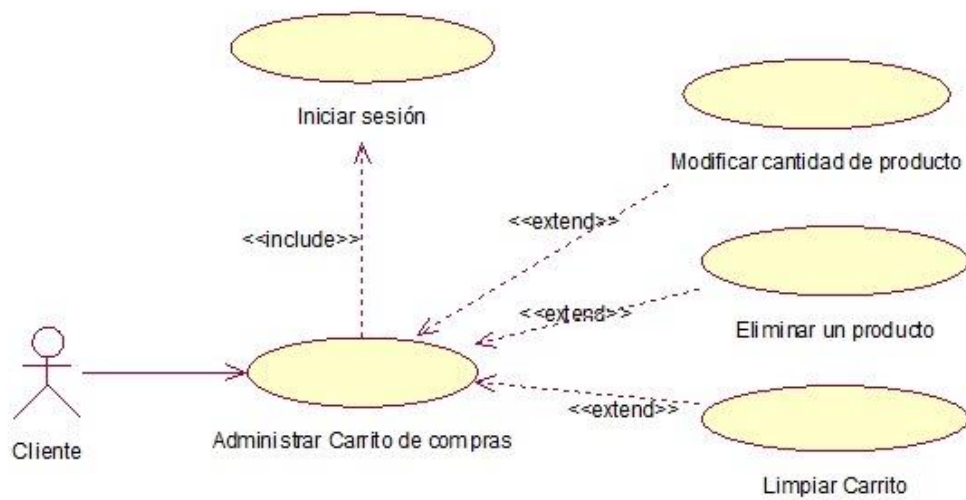 Iniciar sesión
Modificar cantidad de producto
<<extend>>
<<include>>
<<extend>>
Eliminar un producto
<<extend>>
Administrar Carrito de compras
Cliente
Limpiar Carrito